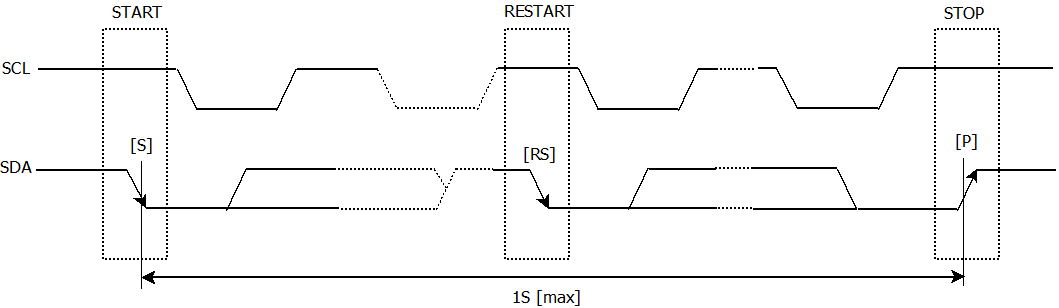 START
RESTART
STOP
SCL
[S]
[RS]
[P]
SDA
1S [max]